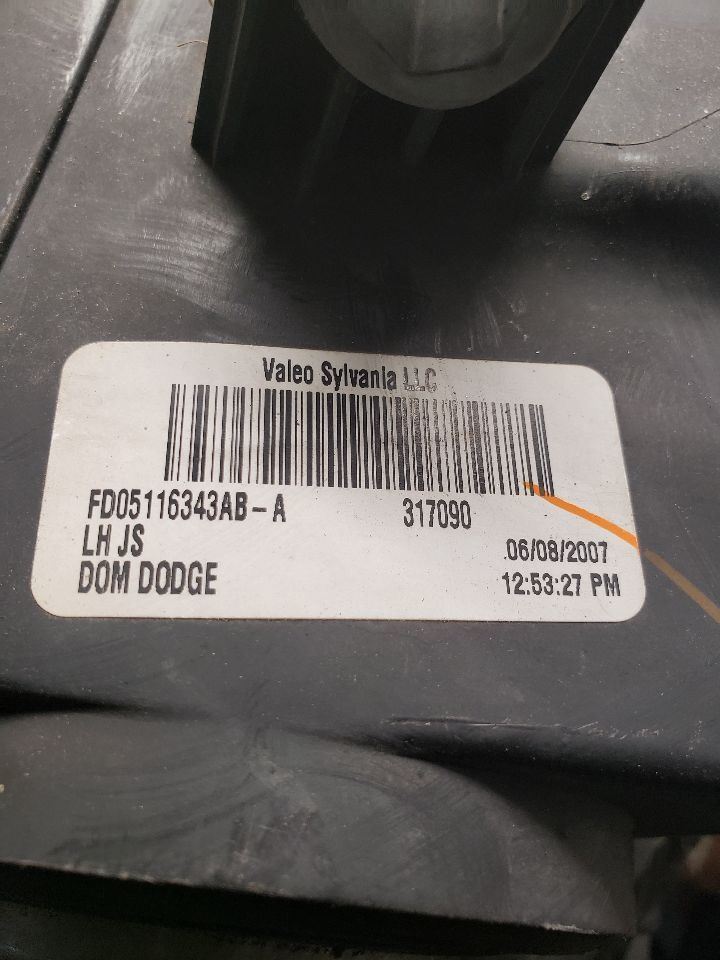 Valeo Sylvania LLC
FD05116343AB-A 317090
LH JS 06/08/2007
DOM DODGE 12:53:27 PM